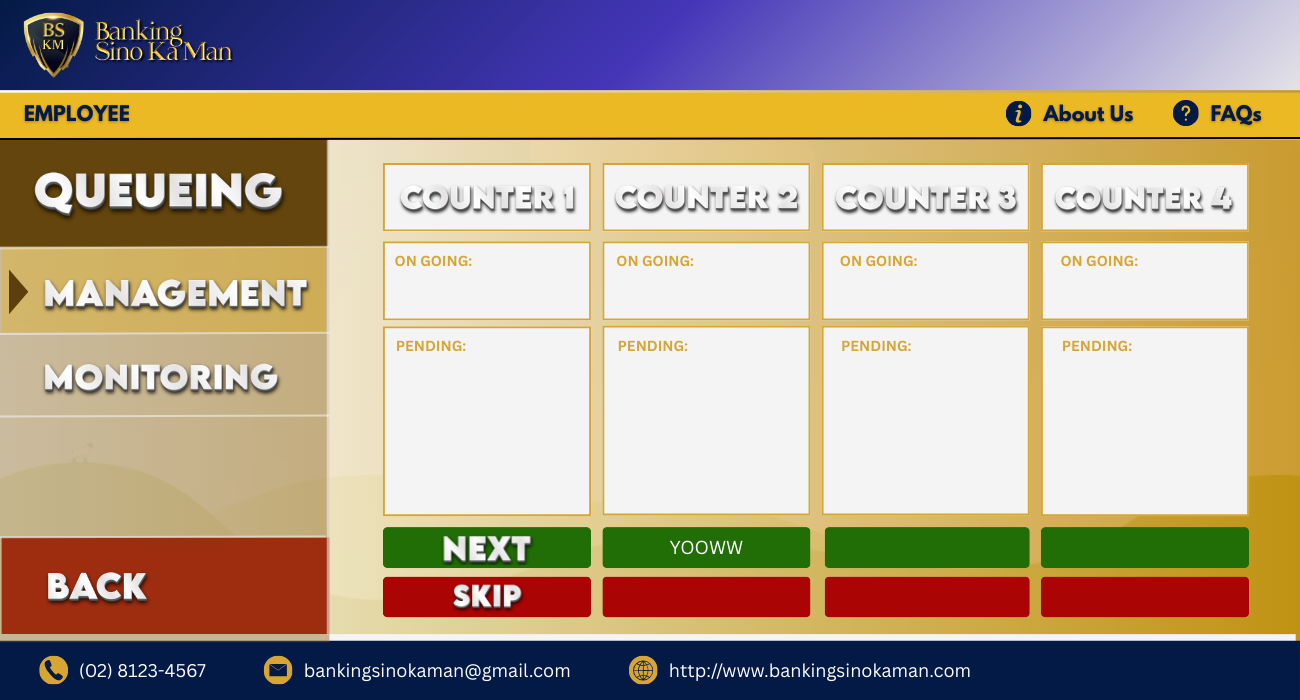 BS
KM
Banking
Sino Ka Man
EMPLOYEE
About Us
FAQs
QUEUEING
MANAGEMENT
MONITORING
BACK
COUNTER 1
COUNTER 2
COUNTER 3
COUNTER 4
ON GOING:
ON GOING:
ON GOING:
ON GOING:
PENDING:
PENDING:
PENDING:
PENDING:
NEXT
YOOWW
SKIP
(02) 8123-4567
bankingsinokaman@gmail.com
http://www.bankingsinokaman.com